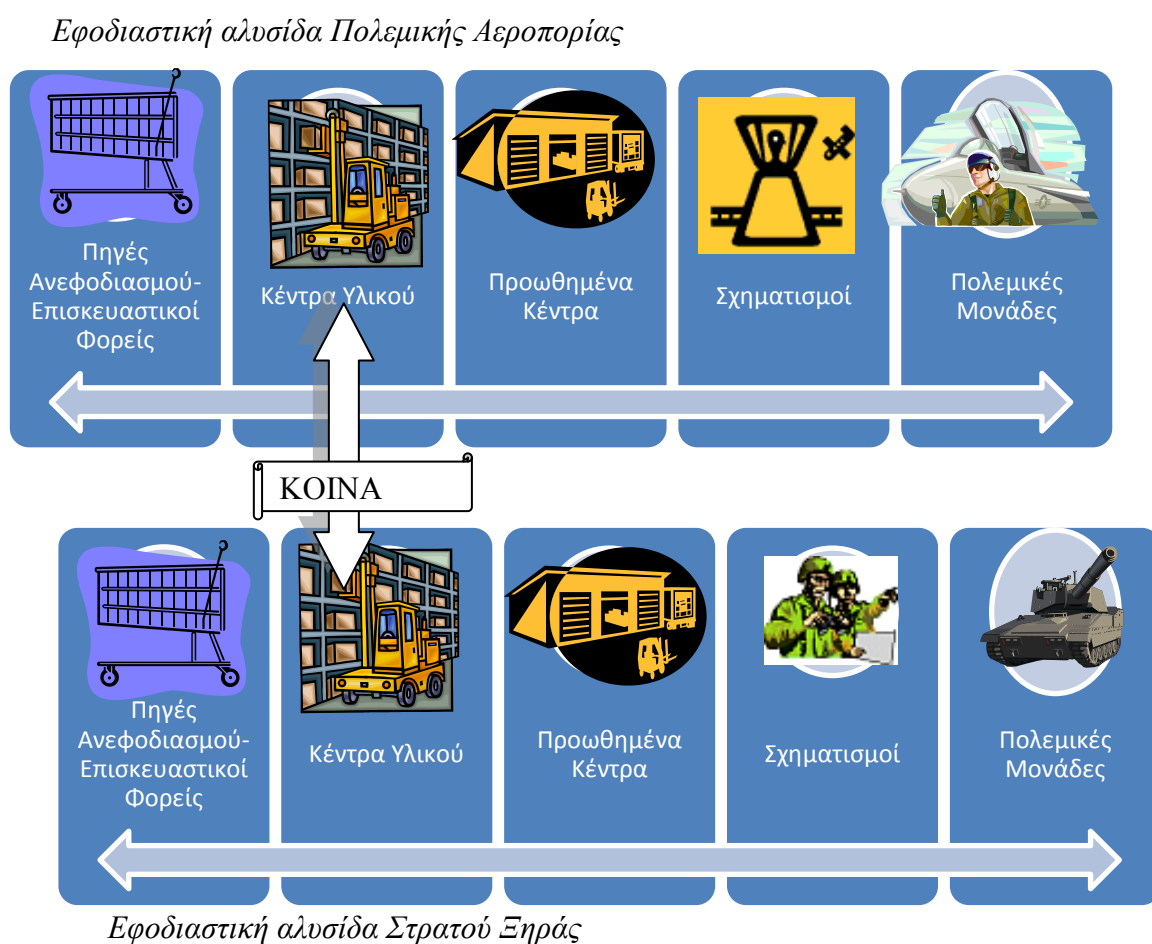 Εφοδιαστική αλυσίδα Πολεμικής Αεροπορίας
Πηγές
Ανεφοδιασμού-
Επισκευαστικοί
Φορείς
Κέντρα Υλικού
Προωθημένα
Κέντρα
Σχηματισμοί
Πολεμικές
Μονάδες
ΚΟΙΝΑ
Πηγές
Ανεφοδιασμού-
Επισκευαστικοί
Φορείς
Κέντρα Υλικού
Προωθημένα
Κέντρα
Σχηματισμοί
Πολεμικές
Μονάδες
Εφοδιαστική αλυσίδα Στρατού Ξηράς